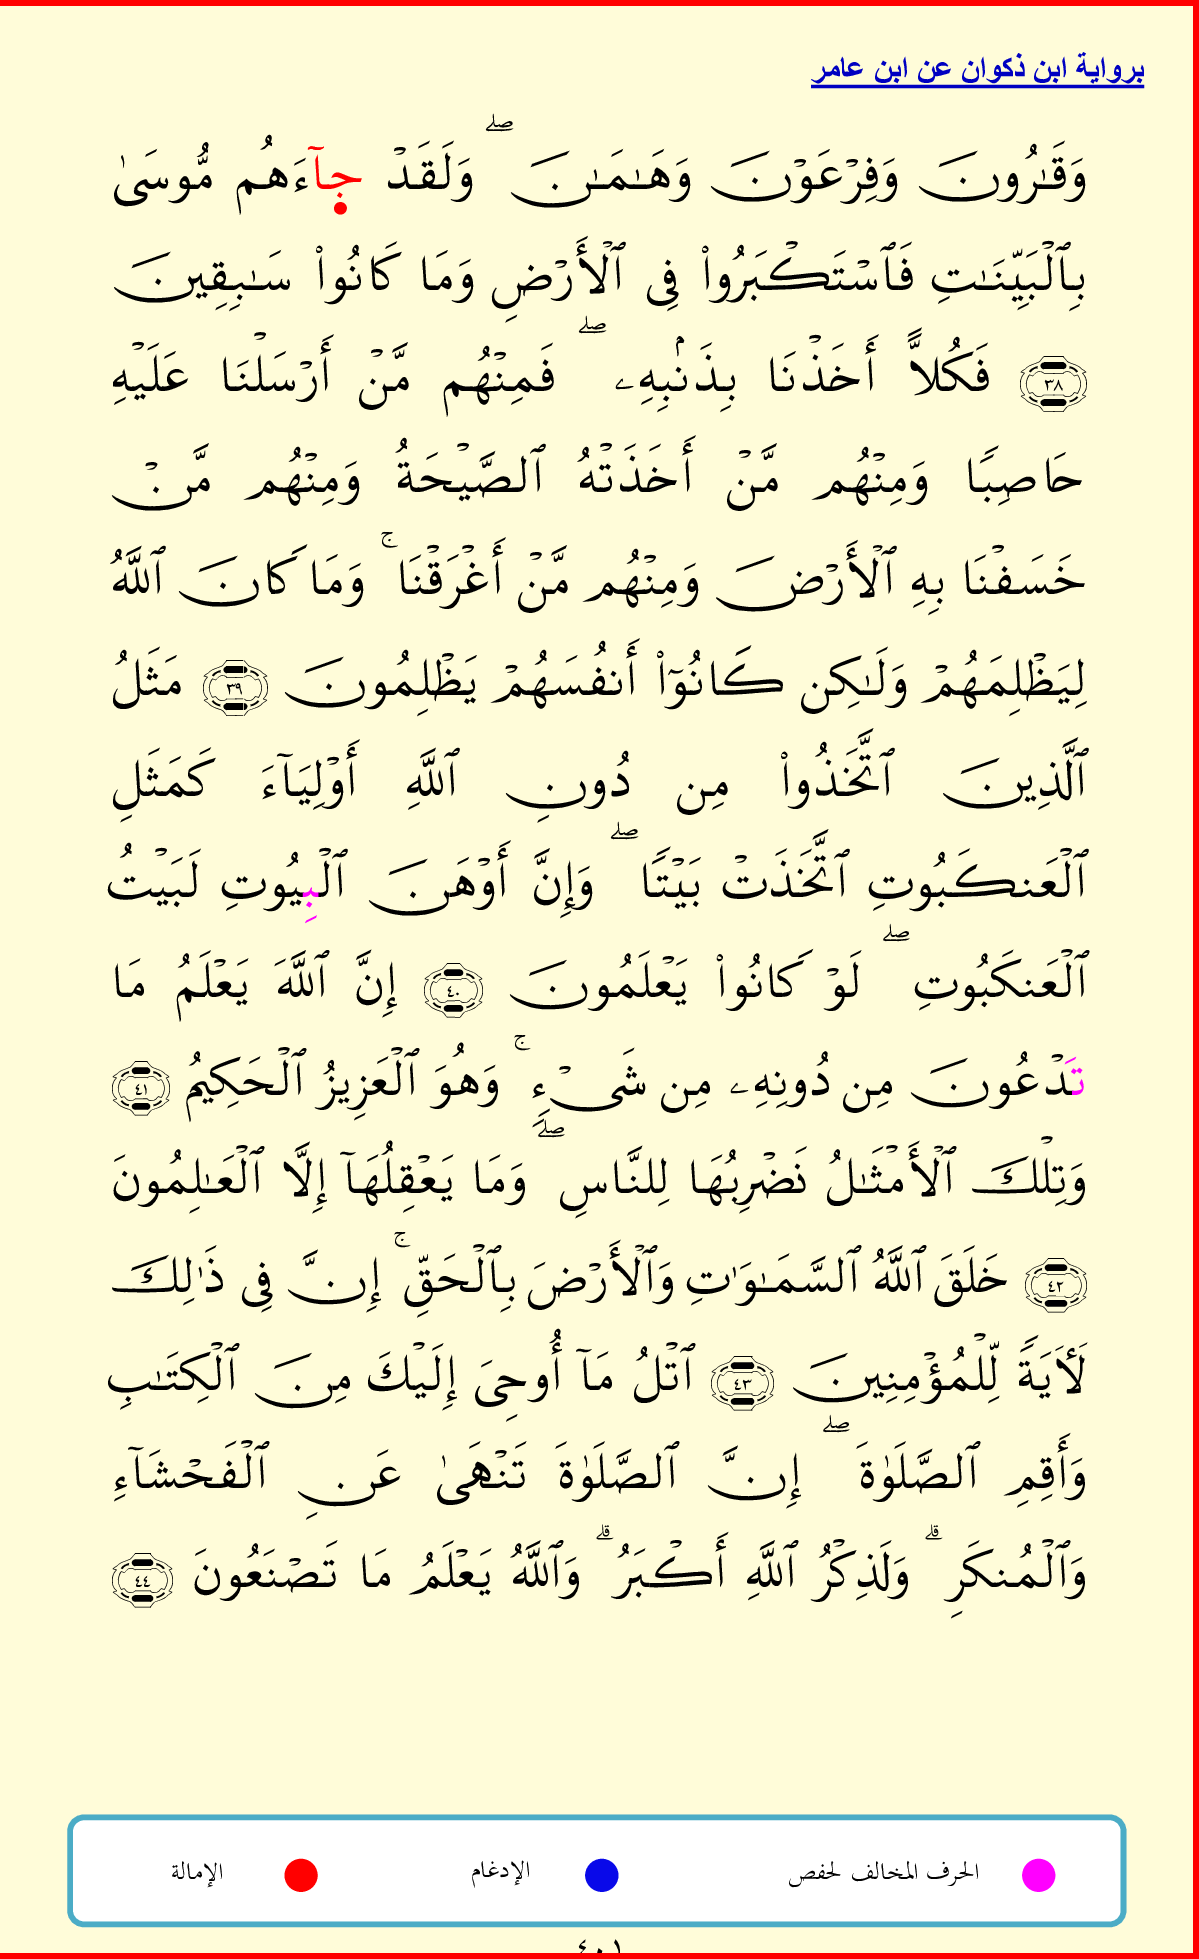 برواية ابن ذكوان عن ابن عامر
وَقَـٰرُونَ وَفِرْعَوْنَ وَهَـٰمَـٰنَ ۖ وَلَقَدْ جِآءَهُم مُّوسَىٰ
بِٱلْبَيِّنَـٰتِ فَٱسْتَكْبَرُوا۟ فِى ٱلْأَرْضِ وَمَا كَانُوا۟ سَـٰبِقِينَ
٣٨ فَكُلاًّ أَخَذْنَا بِذَنۢبِهِۦ ۖ فَمِنْهُم مَّنْ أَرْسَلْنَا عَلَيْهِ
حَاصِبًا وَمِنْهُم مَّنْ أَخَذَتْهُ ٱلصَّيْحَةُ وَمِنْهُم مَّنْ
خَسَفْنَا بِهِ ٱلْأَرْضَ وَمِنْهُم مَّنْ أَغْرَقْنَا ۚ وَمَا كَانَ ٱللَّهُ
لِيَظْلِمَهُمْ وَلَـٰكِن كَانُوٓا۟ أَنفُسَهُمْ يَظْلِمُونَ ٣٩ مَثَلُ
ٱلَّذِينَ ٱتَّخَذُوا۟ مِن دُونِ ٱللَّهِ أَوْلِيَآءَ كَمَثَلِ
ٱلْعَنكَبُوتِ ٱتَّخَذَتْ بَيْتًا ۖ وَإِنَّ أَوْهَنَ ٱلْبِيُوتِ لَبَيْتُ
ٱلْعَنكَبُوتِ ۖ لَوْ كَانُوا۟ يَعْلَمُونَ ٤٠ إِنَّ ٱللَّهَ يَعْلَمُ مَا
تَدْعُونَ مِن دُونِهِۦ مِن شَىْءٍ ۚ وَهُوَ ٱلْعَزِيزُ ٱلْحَكِيمُ ٤١
وَتِلْكَ ٱلْأَمْثَـٰلُ نَضْرِبُهَا لِلنَّاسِ ۖ وَمَا يَعْقِلُهَآ إِلَّا ٱلْعَـٰلِمُونَ
٤٢ خَلَقَ ٱللَّهُ ٱلسَّمَـٰوَٰتِ وَٱلْأَرْضَ بِٱلْحَقِّ ۚ إِنَّ فِى ذَٰلِكَ
لَـَٔايَةً لِّلْمُؤْمِنِينَ ٤٣ ٱتْلُ مَآ أُوحِىَ إِلَيْكَ مِنَ ٱلْكِتَـٰبِ
وَأَقِمِ ٱلصَّلَوٰةَ ۖ إِنَّ ٱلصَّلَوٰةَ تَنْهَىٰ عَنِ ٱلْفَحْشَآءِ
وَٱلْمُنكَرِ ۗ وَلَذِكْرُ ٱللَّهِ أَكْبَرُ ۗ وَٱللَّهُ يَعْلَمُ مَا تَصْنَعُونَ ٤٤
الحرف المخالف لحفص الإدغام الإمالة
٤٠١